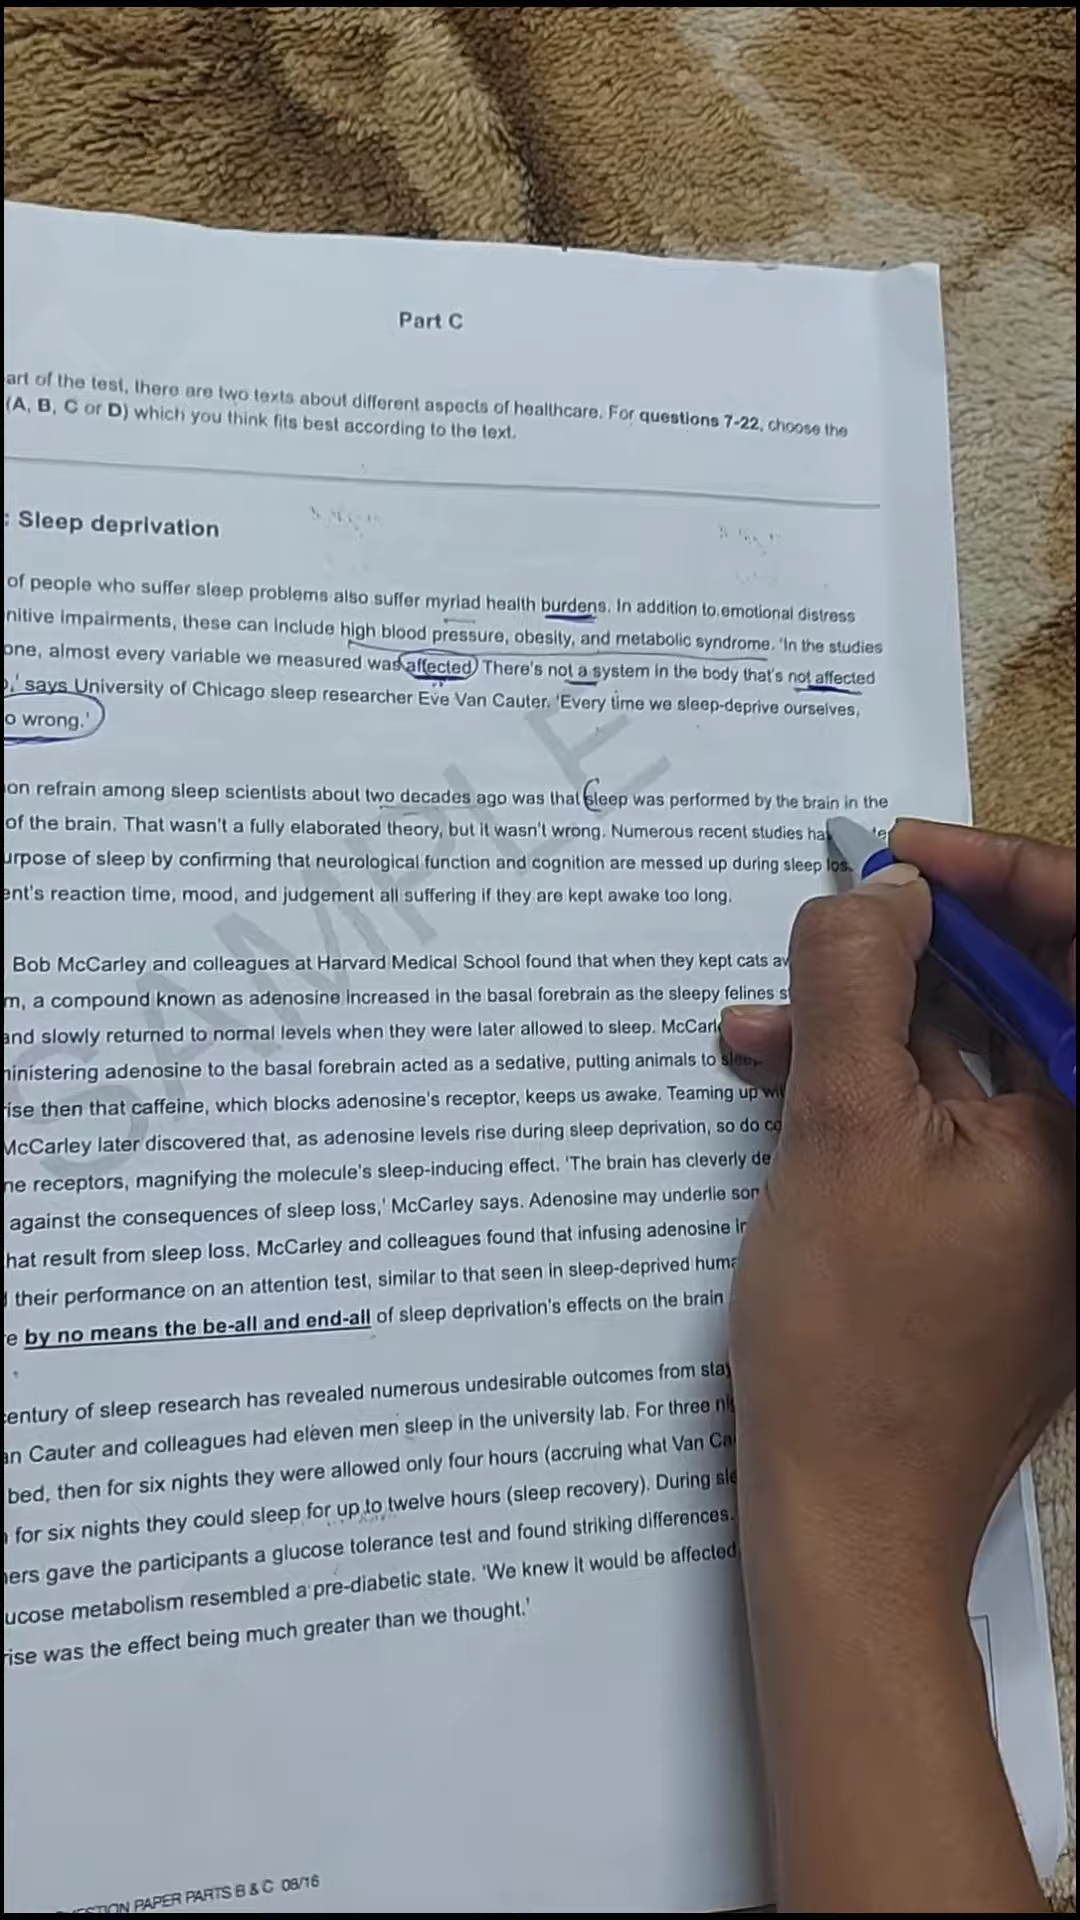 Part C
art of the test, there are two texts about different aspects of healthcare. For questions 7-22, choose the
(A, B, C or D) which you think fits best according to the text.
: Sleep deprivation
of people who suffer sleep problems also suffer myriad health burdens. In addition to emotional distress
nitive impairments, these can include high blood pressure, obesity, and metabolic syndrome. 'In the studies
one, almost every variable we measured was affected. There's not a system in the body that's not affected
.' says University of Chicago sleep researcher Eve Van Cauter. 'Every time we sleep-deprive ourselves,
o wrong.'
on refrain among sleep scientists about two decades ago was that sleep was performed by the brain in the
of the brain. That wasn't a fully elaborated theory, but it wasn't wrong. Numerous recent studies ha
urpose of sleep by confirming that neurological function and cognition are messed up during sleep los
ent's reaction time, mood, and judgement all suffering if they are kept awake too long.
Bob McCarley and colleagues at Harvard Medical School found that when they kept cats aw
m, a compound known as adenosine increased in the basal forebrain as the sleepy felines s
and slowly returned to normal levels when they were later allowed to sleep. McCarl
ninistering adenosine to the basal forebrain acted as a sedative, putting animals to sleep
rise then that caffeine, which blocks adenosine's receptor, keeps us awake. Teaming up wi
McCarley later discovered that, as adenosine levels rise during sleep deprivation, so do co
ne receptors, magnifying the molecule's sleep-inducing effect. 'The brain has cleverly de
against the consequences of sleep loss,' McCarley says. Adenosine may underlie som
hat result from sleep loss. McCarley and colleagues found that infusing adenosine in
their performance on an attention test, similar to that seen in sleep-deprived huma
e by no means the be-all and end-all of sleep deprivation's effects on the brain
century of sleep research has revealed numerous undesirable outcomes from stay
an Cauter and colleagues had eleven men sleep in the university lab. For three nig
bed, then for six nights they were allowed only four hours (accruing what Van Ca
for six nights they could sleep for up to twelve hours (sleep recovery). During sle
ers gave the participants a glucose tolerance test and found striking differences.
ucose metabolism resembled a pre-diabetic state. 'We knew it would be affected
rise was the effect being much greater than we thought.'
SAMPLE
ESTION PAPER PARTS B & C 08/16